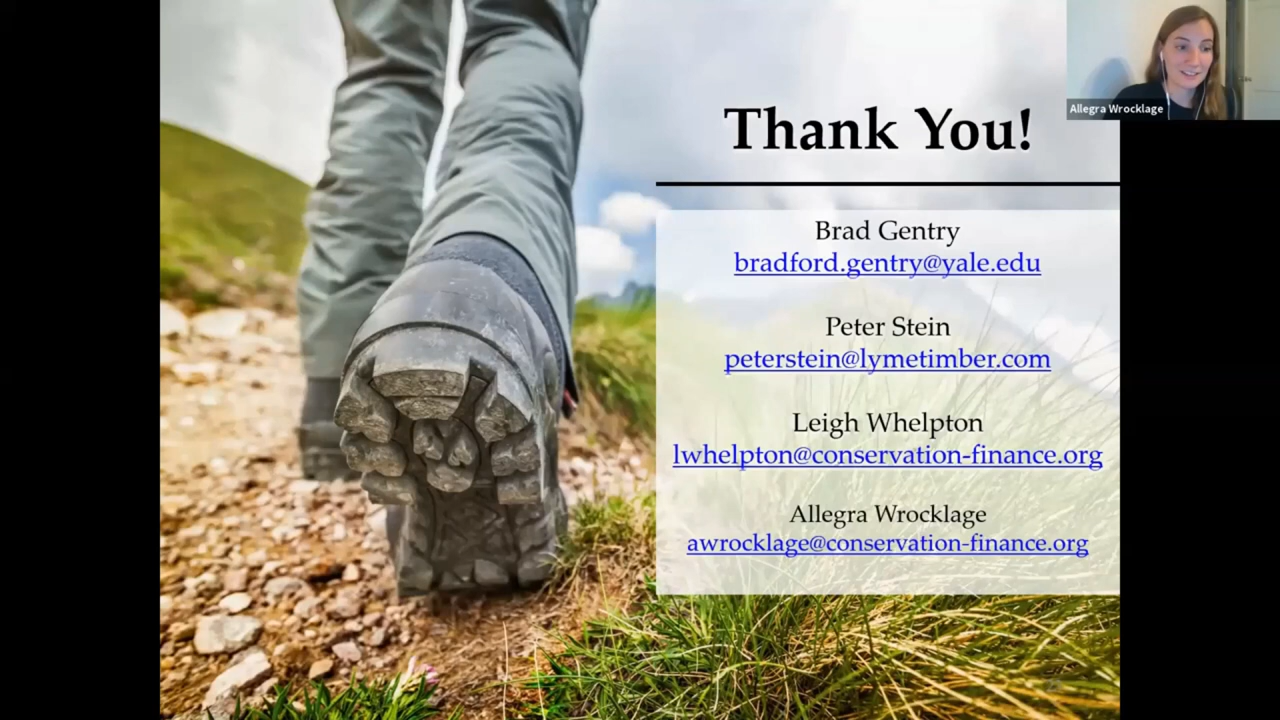 Allegra Wrocklage
Thank You!
Brad Gentry
bradford.gentry@yale.edu
Peter Stein
peterstein@lymetimber.com
Leigh Whelpton
lwhelpton@conservation-finance.org
Allegra Wrocklage
awrocklage@conservation-finance.org